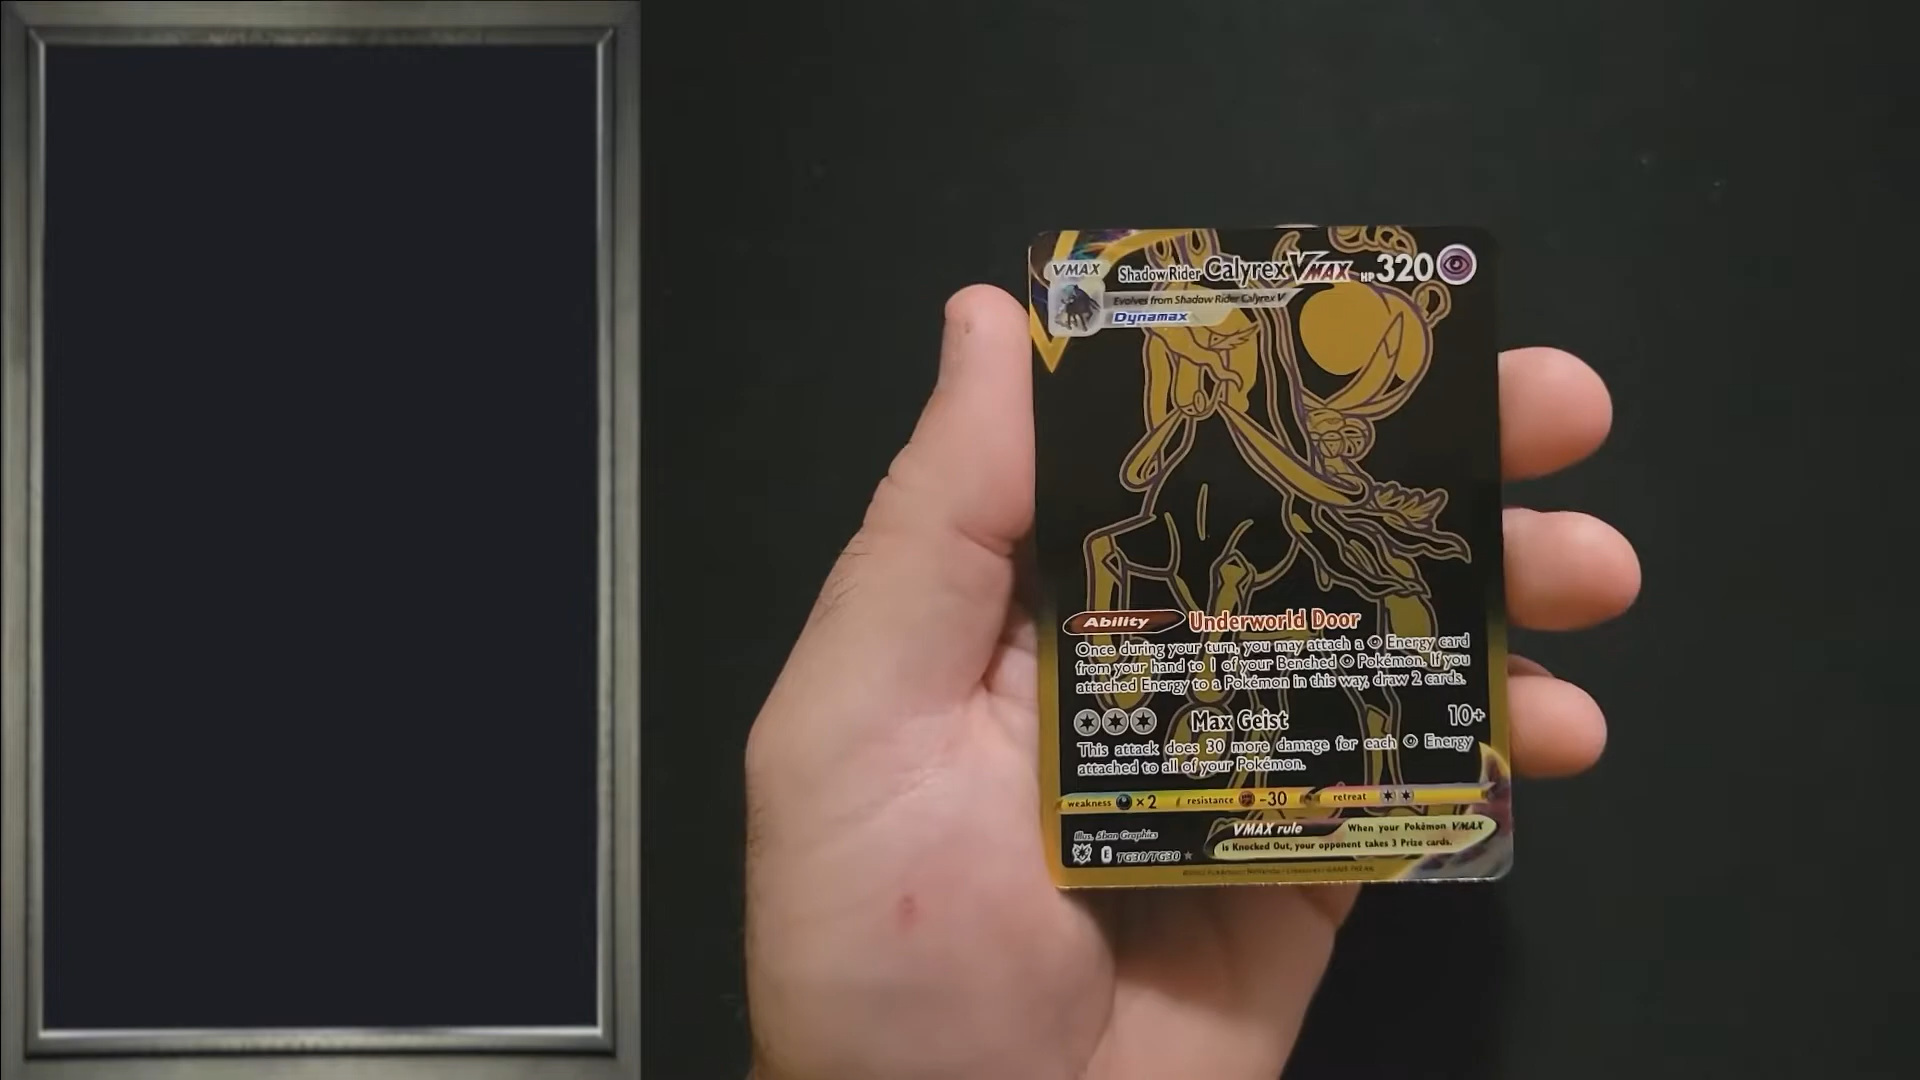 VMAX Shadow Rider Calyrex VMAX HP 320
Evolves from Shadow Rider Calyrex V
Dynamax
Ability Underworld Door
Once during your turn, you may attach a Energy card
from your hand to 1 of your Benched Pokémon. If you
attached Energy to a Pokémon in this way, draw 2 cards.
Max Geist 10+
This attack does 30 more damage for each Energy
attached to all of your Pokémon.
weakness ×2 resistance -30 retreat
Illus. 5ban Graphics
VMAX rule When your Pokémon VMAX
is Knocked Out, your opponent takes 3 Prize cards.
E TG30/TG30